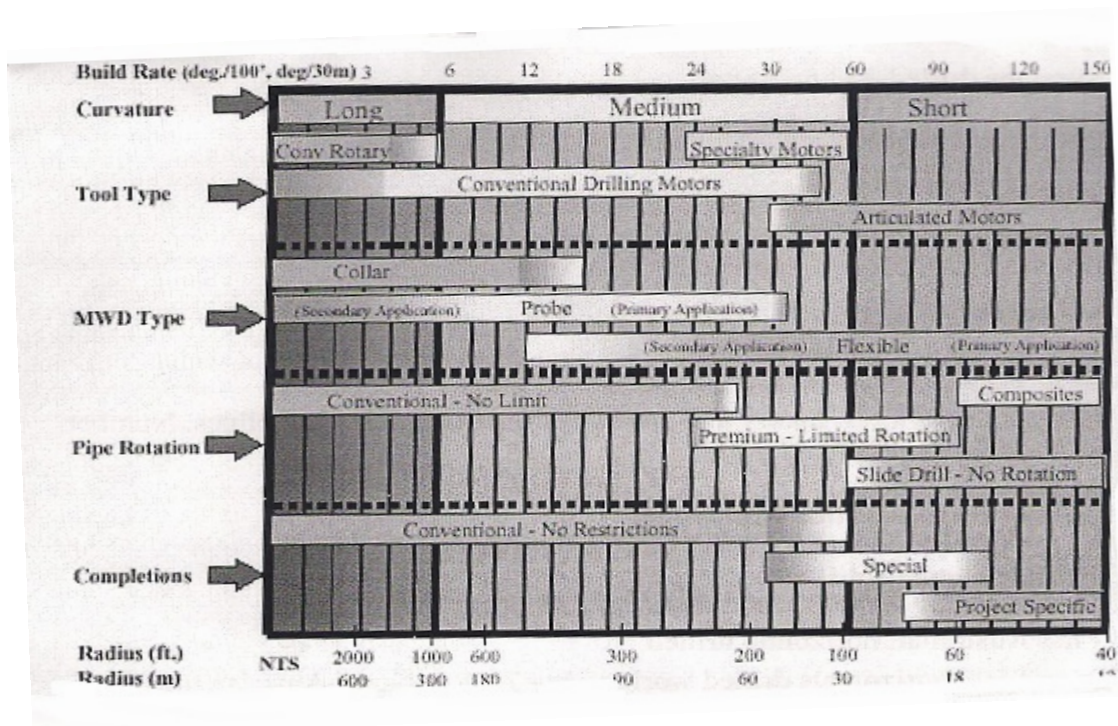 Build Rate (deg./100', deg/30m) 3 6 12 18 24 30 60 90 120 150
Curvature Long Medium Short
Conv Rotary Specialty Motors
Tool Type Conventional Drilling Motors
Articulated Motors
Collar
MWD Type (Secondary Application) Probe (Primary Application)
(Secondary Application) Flexible (Primary Application)
Conventional - No Limit Composites
Pipe Rotation Premium - Limited Rotation
Slide Drill - No Rotation
Conventional - No Restrictions
Completions Special
Project Specific
Radius (ft.) NTS 2000 1000 600 300 200 100 60 40
Radius (m) 600 300 180 90 60 30 18